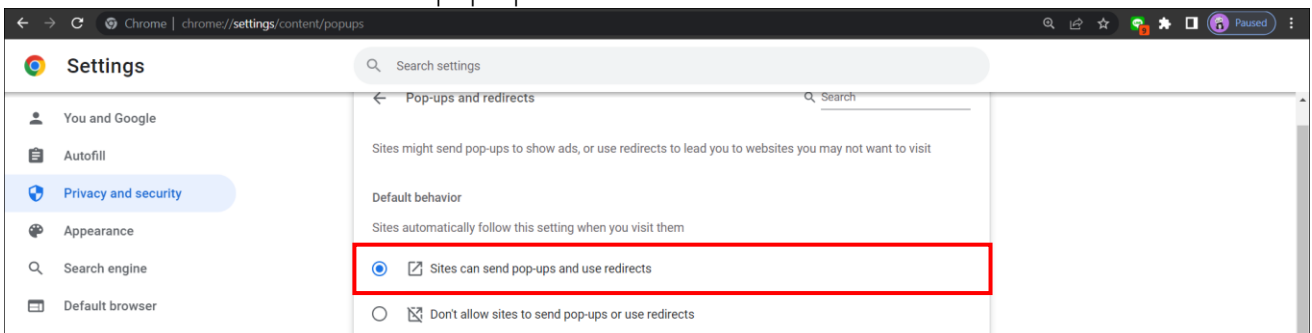 Chrome | chrome://settings/content/popups
9
Paused
Settings
Search settings
Pop-ups and redirects
Search
You and Google
Autofill
Privacy and security
Appearance
Search engine
Default browser
Sites might send pop-ups to show ads, or use redirects to lead you to websites you may not want to visit
Default behavior
Sites automatically follow this setting when you visit them
Sites can send pop-ups and use redirects
Don't allow sites to send pop-ups or use redirects